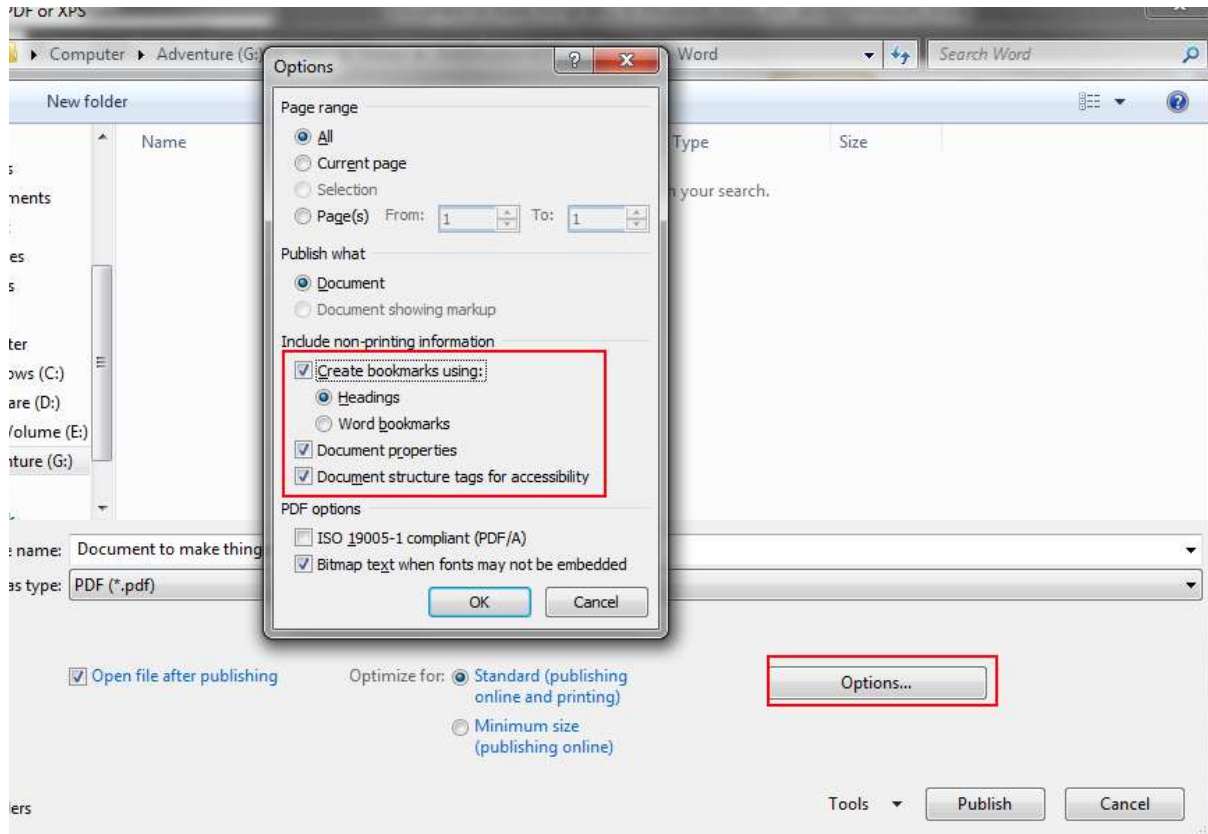 PDF or XPS
Computer ▸ Adventure (G:)
Word
Search Word
New folder
Name
Type
Size
ments
es
ter
ows (C:)
are (D:)
Volume (E:)
nture (G:)
your search.
Options
Page range
All
Current page
Selection
Page(s) From: 1 To: 1
Publish what
Document
Document showing markup
Include non-printing information
Create bookmarks using:
Headings
Word bookmarks
Document properties
Document structure tags for accessibility
PDF options
ISO 19005-1 compliant (PDF/A)
Bitmap text when fonts may not be embedded
OK Cancel
name: Document to make thing
as type: PDF (*.pdf)
Open file after publishing
Optimize for: Standard (publishing
online and printing)
Minimum size
(publishing online)
Options...
ers
Tools Publish Cancel